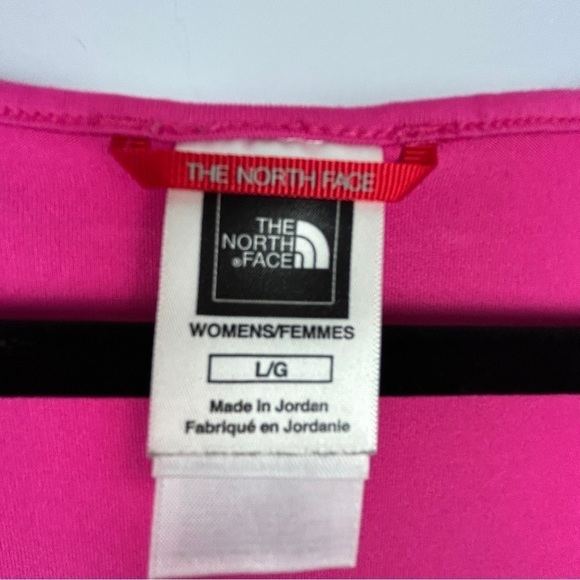 THE NORTH FACE
THE
NORTH
®FACE
WOMENS/FEMMES
L/G
Made in Jordan
Fabriqué en Jordanie